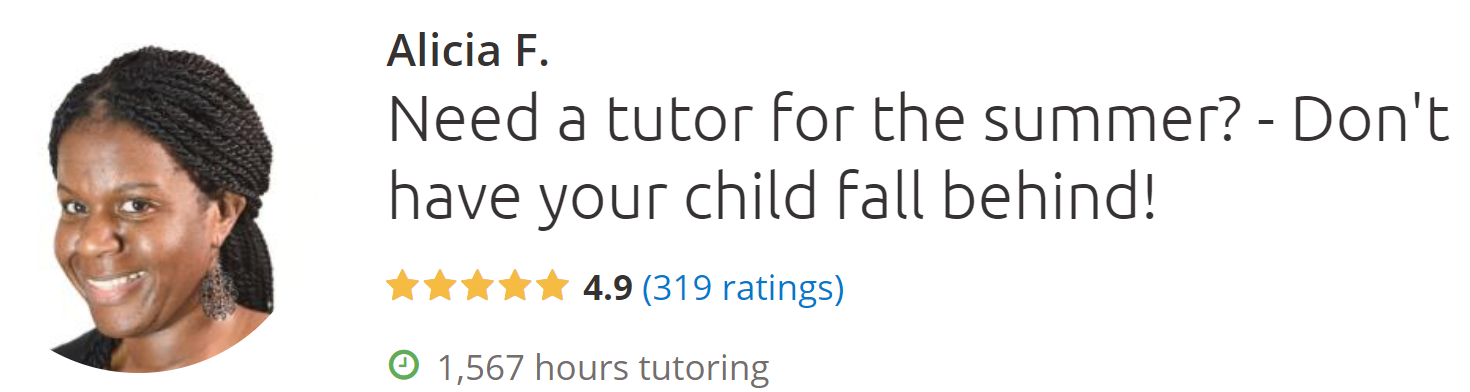 Alicia F.
Need a tutor for the summer? - Don't
have your child fall behind!
4.9 (319 ratings)
1,567 hours tutoring